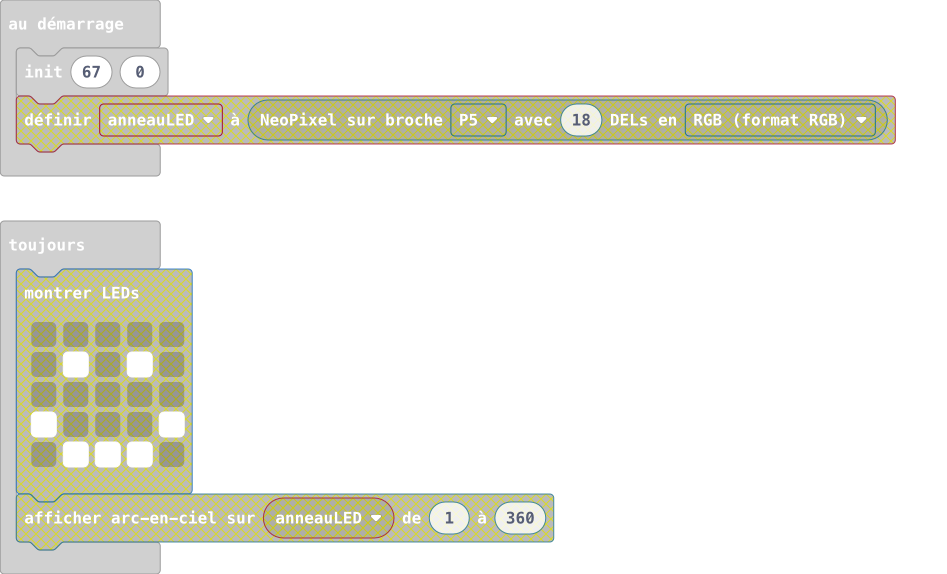 au démarrage
init 67 0
définir anneauLED à NeoPixel sur broche P5 avec 18 DELs en RGB (format RGB)
toujours
montrer LEDs
afficher arc-en-ciel sur anneauLED de 1 à 360